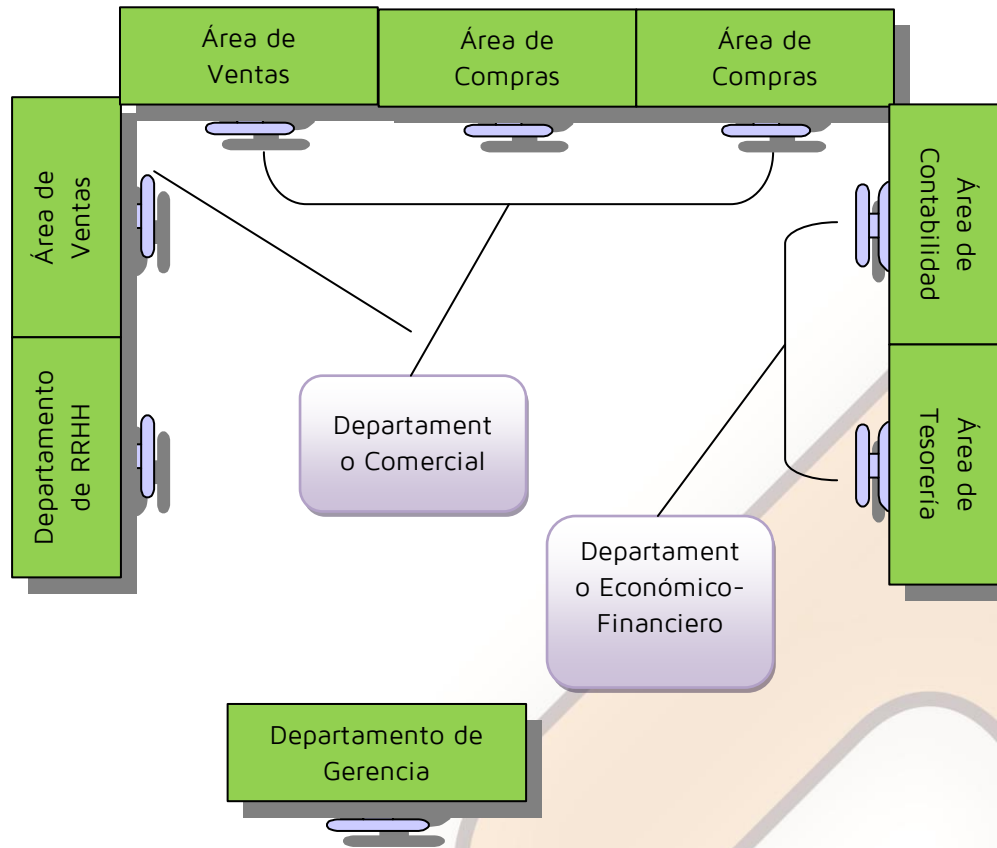 Área de
Ventas
Área de
Compras
Área de
Compras
Área de
Ventas
Área de
Contabilidad
Departamento
de RRHH
Departament
o Comercial
Área de
Tesorería
Departament
o Económico-
Financiero
Departamento de
Gerencia